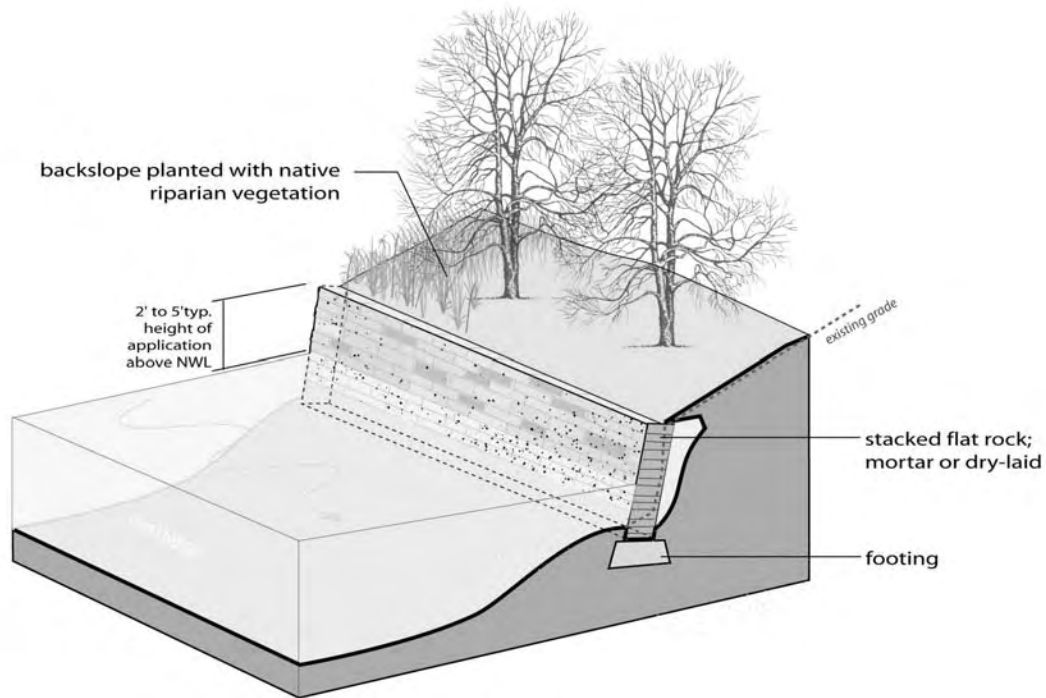 backslope planted with native
riparian vegetation
2' to 5'typ.
height of
application
above NWL
existing grade
stacked flat rock;
mortar or dry-laid
footing